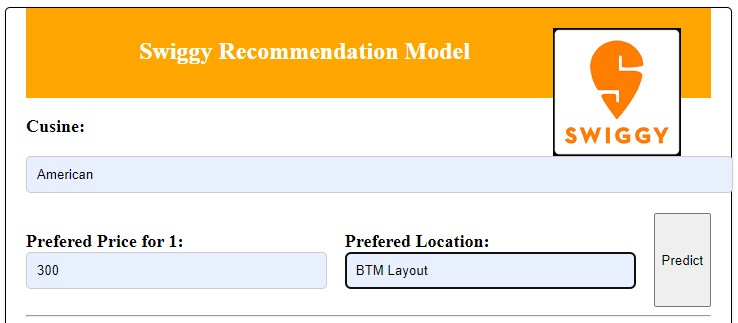 Swiggy Recommendation Model
SWIGGY
Cusine:
American
Prefered Price for 1:
Prefered Location:
300
BTM Layout
Predict